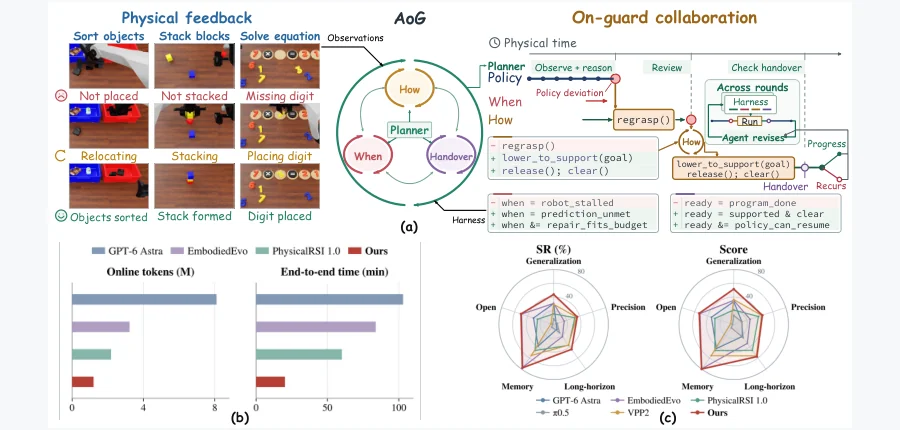 Physical feedback
Sort objects
Stack blocks
Solve equation
Not placed
Not stacked
Missing digit
Relocating
Stacking
Placing digit
Objects sorted
Stack formed
Digit placed
AoG
Observations
How
Planner
When
Handover
Harness
(a)
On-guard collaboration
Physical time
Planner
Policy
Observe + reason
Review
Check handover
Policy deviation
When
How
regrasp()
How
Across rounds
Harness
Run
Agent revises
- regrasp()
+ lower_to_support(goal)
+ release(); clear()
lower_to_support(goal)
release(); clear()
Progress
Handover
Recurs
- when = robot_stalled
+ when = prediction_unmet
+ when &= repair_fits_budget
- ready = program_done
+ ready = supported & clear
+ ready &= policy_can_resume
GPT-6 Astra
EmbodiedEvo
PhysicalRSI 1.0
Ours
Online tokens (M)
0
4
8
End-to-end time (min)
0
50
100
(b)
SR (%)
Generalization
80
40
Open
Precision
Memory
Long-horizon
Score
Generalization
80
40
Open
Precision
Memory
Long-horizon
GPT-6 Astra
EmbodiedEvo
PhysicalRSI 1.0
π0.5
VPP2
Ours
(c)